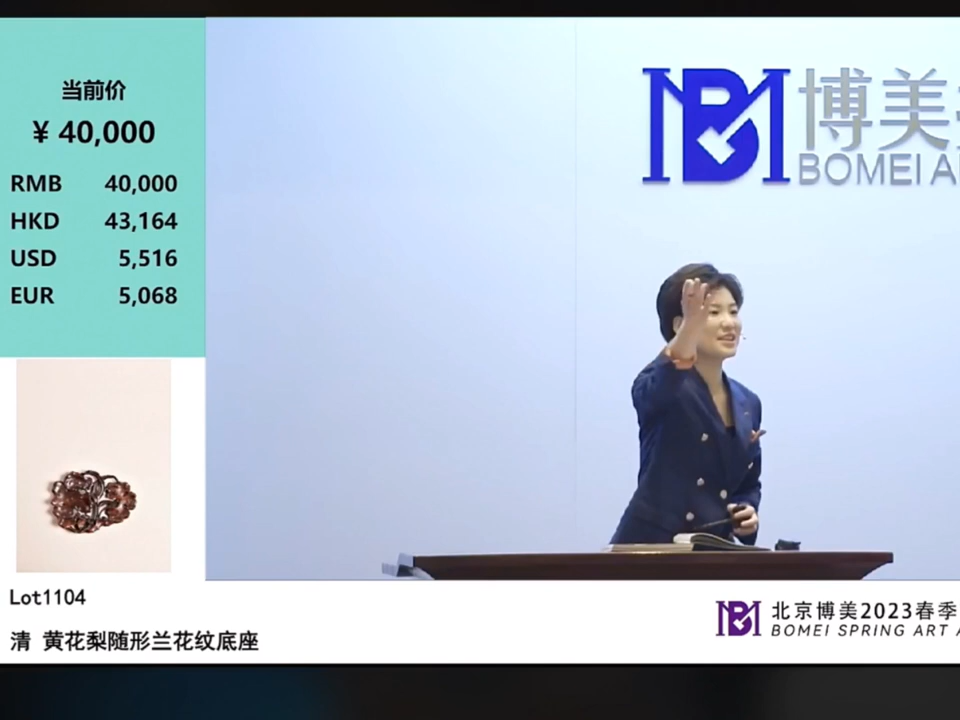 当前价
¥ 40,000
RMB 40,000
HKD 43,164
USD 5,516
EUR 5,068
博美
BOMEI
Lot1104
清 黄花梨随形兰花纹底座
北京博美2023春季
BOMEI SPRING ART